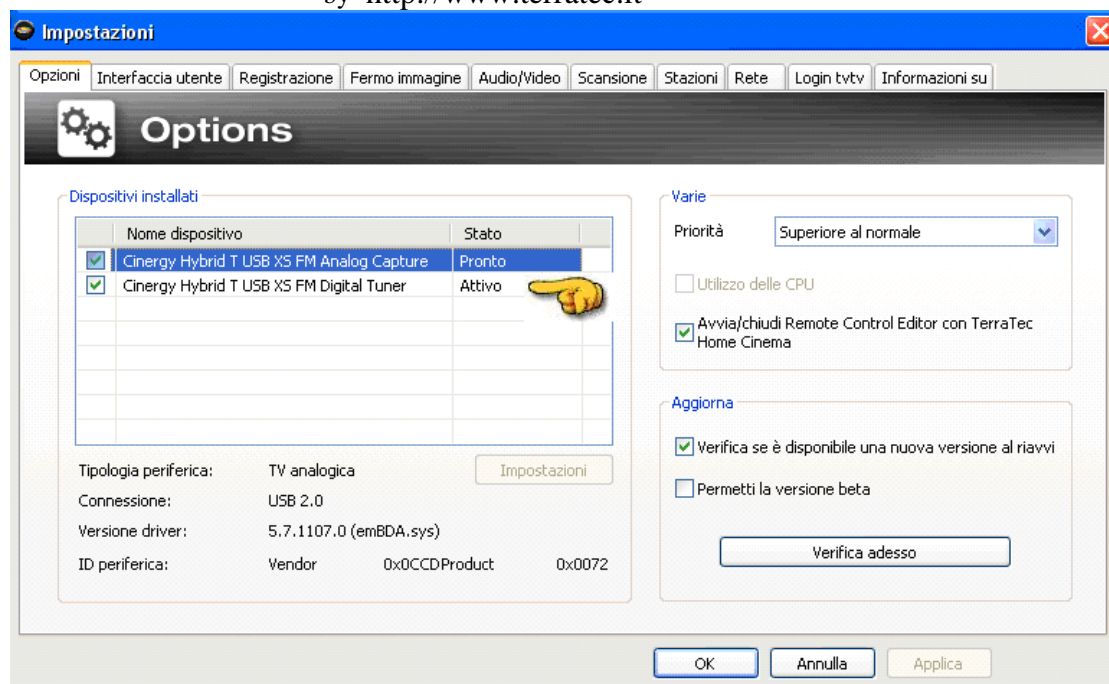 by http://www.terratec.it
Impostazioni
Opzioni Interfaccia utente Registrazione Fermo immagine Audio/Video Scansione Stazioni Rete Login tvtv Informazioni su
Options
Dispositivi installati
Nome dispositivo Stato
Cinergy Hybrid T USB XS FM Analog Capture Pronto
Cinergy Hybrid T USB XS FM Digital Tuner Attivo
Tipologia periferica: TV analogica Impostazioni
Connessione: USB 2.0
Versione driver: 5.7.1107.0 (emBDA.sys)
ID periferica: Vendor 0x0CCDProduct 0x0072
Varie
Priorità Superiore al normale
Utilizzo delle CPU
Avvia/chiudi Remote Control Editor con TerraTec
Home Cinema
Aggiorna
Verifica se è disponibile una nuova versione al riavvi
Permetti la versione beta
Verifica adesso
OK Annulla Applica